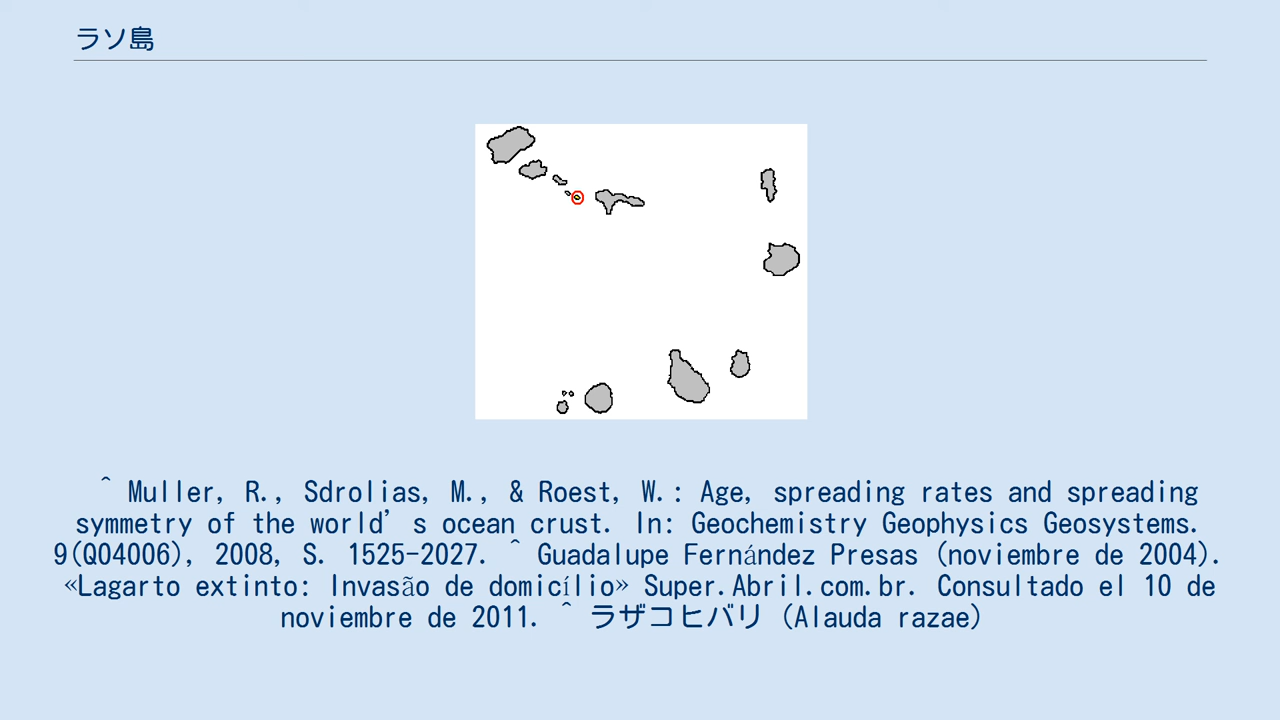 ラソ島
^ Muller, R., Sdrolias, M., & Roest, W.: Age, spreading rates and spreading
symmetry of the world’s ocean crust. In: Geochemistry Geophysics Geosystems.
9(Q04006), 2008, S. 1525-2027. ^ Guadalupe Fernández Presas (noviembre de 2004).
«Lagarto extinto: Invasão de domicílio» Super.Abril.com.br. Consultado el 10 de
noviembre de 2011. ^ ラザコヒバリ (Alauda razae)